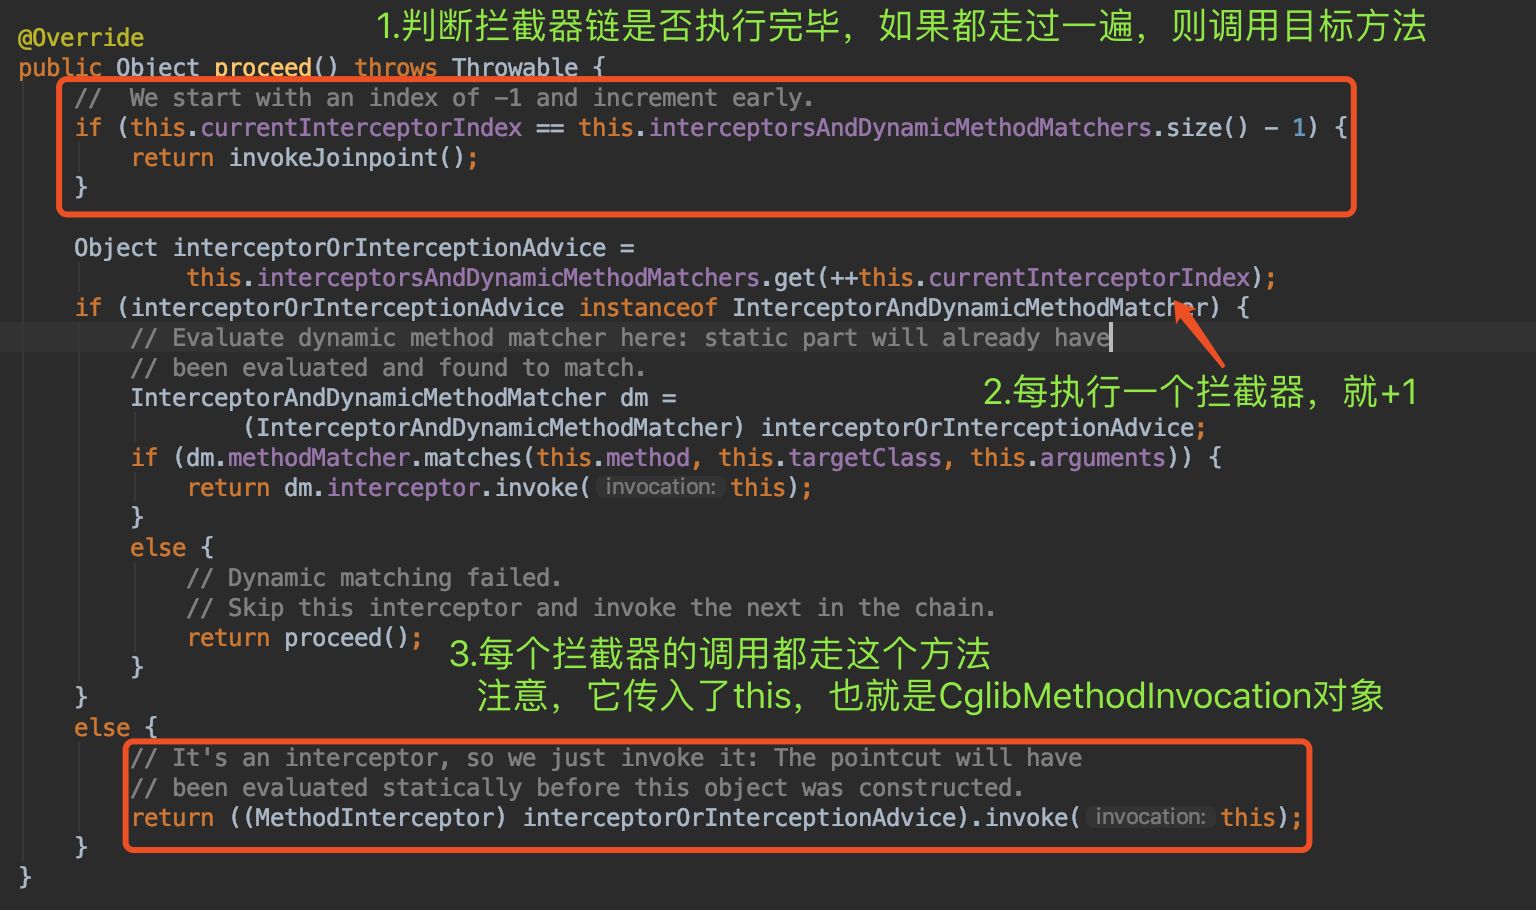 1.判断拦截器链是否执行完毕，如果都走过一遍，则调用目标方法
@Override
public Object proceed() throws Throwable {
//  We start with an index of -1 and increment early.
if (this.currentInterceptorIndex == this.interceptorsAndDynamicMethodMatchers.size() - 1) {
return invokeJoinpoint();
}
Object interceptorOrInterceptionAdvice =
this.interceptorsAndDynamicMethodMatchers.get(++this.currentInterceptorIndex);
if (interceptorOrInterceptionAdvice instanceof InterceptorAndDynamicMethodMatcher) {
// Evaluate dynamic method matcher here: static part will already have
// been evaluated and found to match.
2.每执行一个拦截器，就+1
InterceptorAndDynamicMethodMatcher dm =
(InterceptorAndDynamicMethodMatcher) interceptorOrInterceptionAdvice;
if (dm.methodMatcher.matches(this.method, this.targetClass, this.arguments)) {
return dm.interceptor.invoke( invocation: this);
}
else {
// Dynamic matching failed.
// Skip this interceptor and invoke the next in the chain.
return proceed();
3.每个拦截器的调用都走这个方法
}
注意，它传入了this，也就是CglibMethodInvocation对象
}
else {
// It's an interceptor, so we just invoke it: The pointcut will have
// been evaluated statically before this object was constructed.
return ((MethodInterceptor) interceptorOrInterceptionAdvice).invoke( invocation: this);
}
}